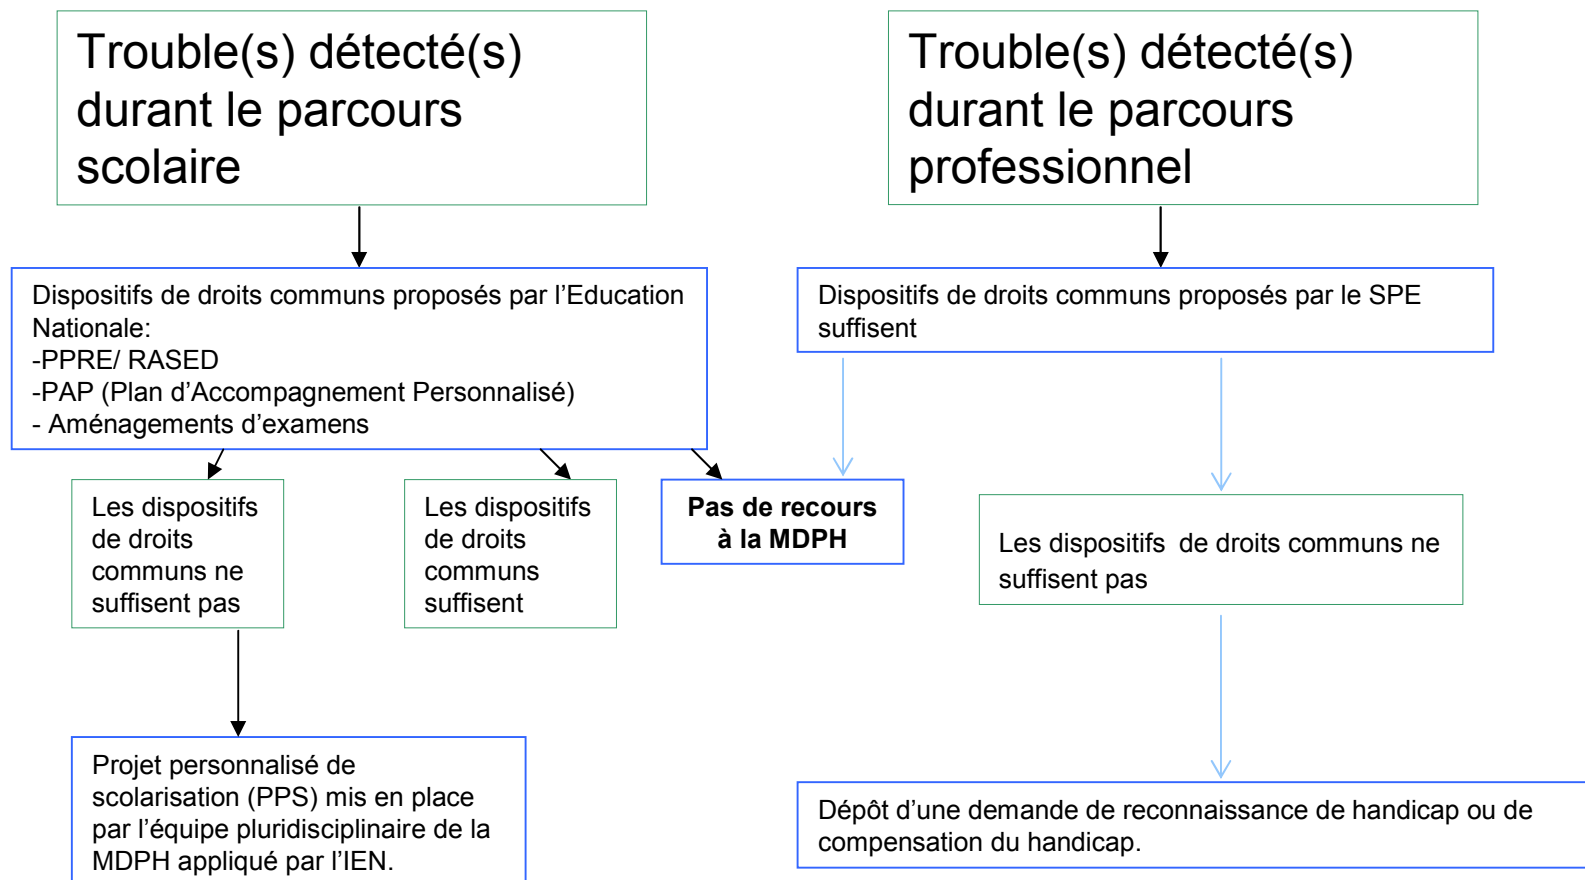 Trouble(s) détecté(s)
durant le parcours
scolaire
Trouble(s) détecté(s)
durant le parcours
professionnel
Dispositifs de droits communs proposés par l’Education
Nationale:
-PPRE/ RASED
-PAP (Plan d’Accompagnement Personnalisé)
- Aménagements d’examens
Dispositifs de droits communs proposés par le SPE
suffisent
Les dispositifs
de droits
communs ne
suffisent pas
Les dispositifs
de droits
communs
suffisent
Pas de recours
à la MDPH
Les dispositifs  de droits communs ne
suffisent pas
Projet personnalisé de
scolarisation (PPS) mis en place
par l’équipe pluridisciplinaire de la
MDPH appliqué par l’IEN.
Dépôt d’une demande de reconnaissance de handicap ou de
compensation du handicap.